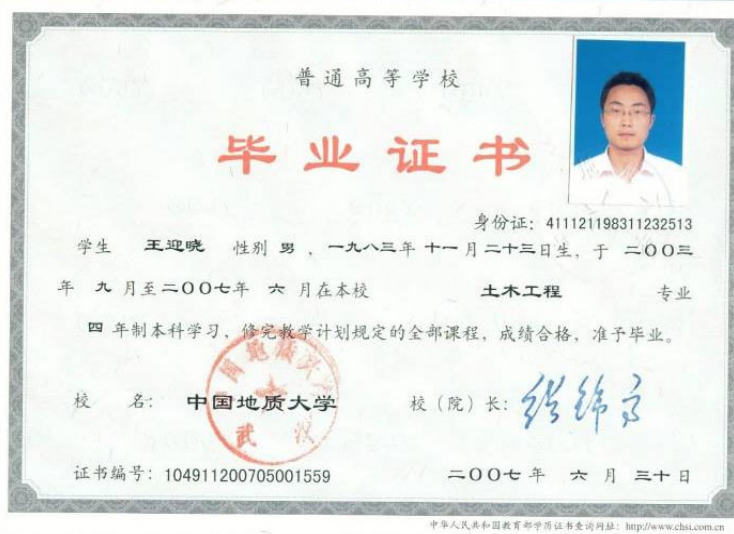 普通高等学校
毕业证书
身份证：411121198311232513
学生 王迎晓 性别 男 ，一九八三年 十一 月 二十三日生，于 二〇〇三
年 九 月至二〇〇七年 六 月在本校 土木工程 专业
四 年制本科学习，修完教学计划规定的全部课程，成绩合格，准予毕业。
校 名：中国地质大学 校（院）长：
武汉
证书编号：104911200705001559 二〇〇七年 六 月 三十日
中华人民共和国教育部学历证书查询网址：http://www.chsi.com.cn